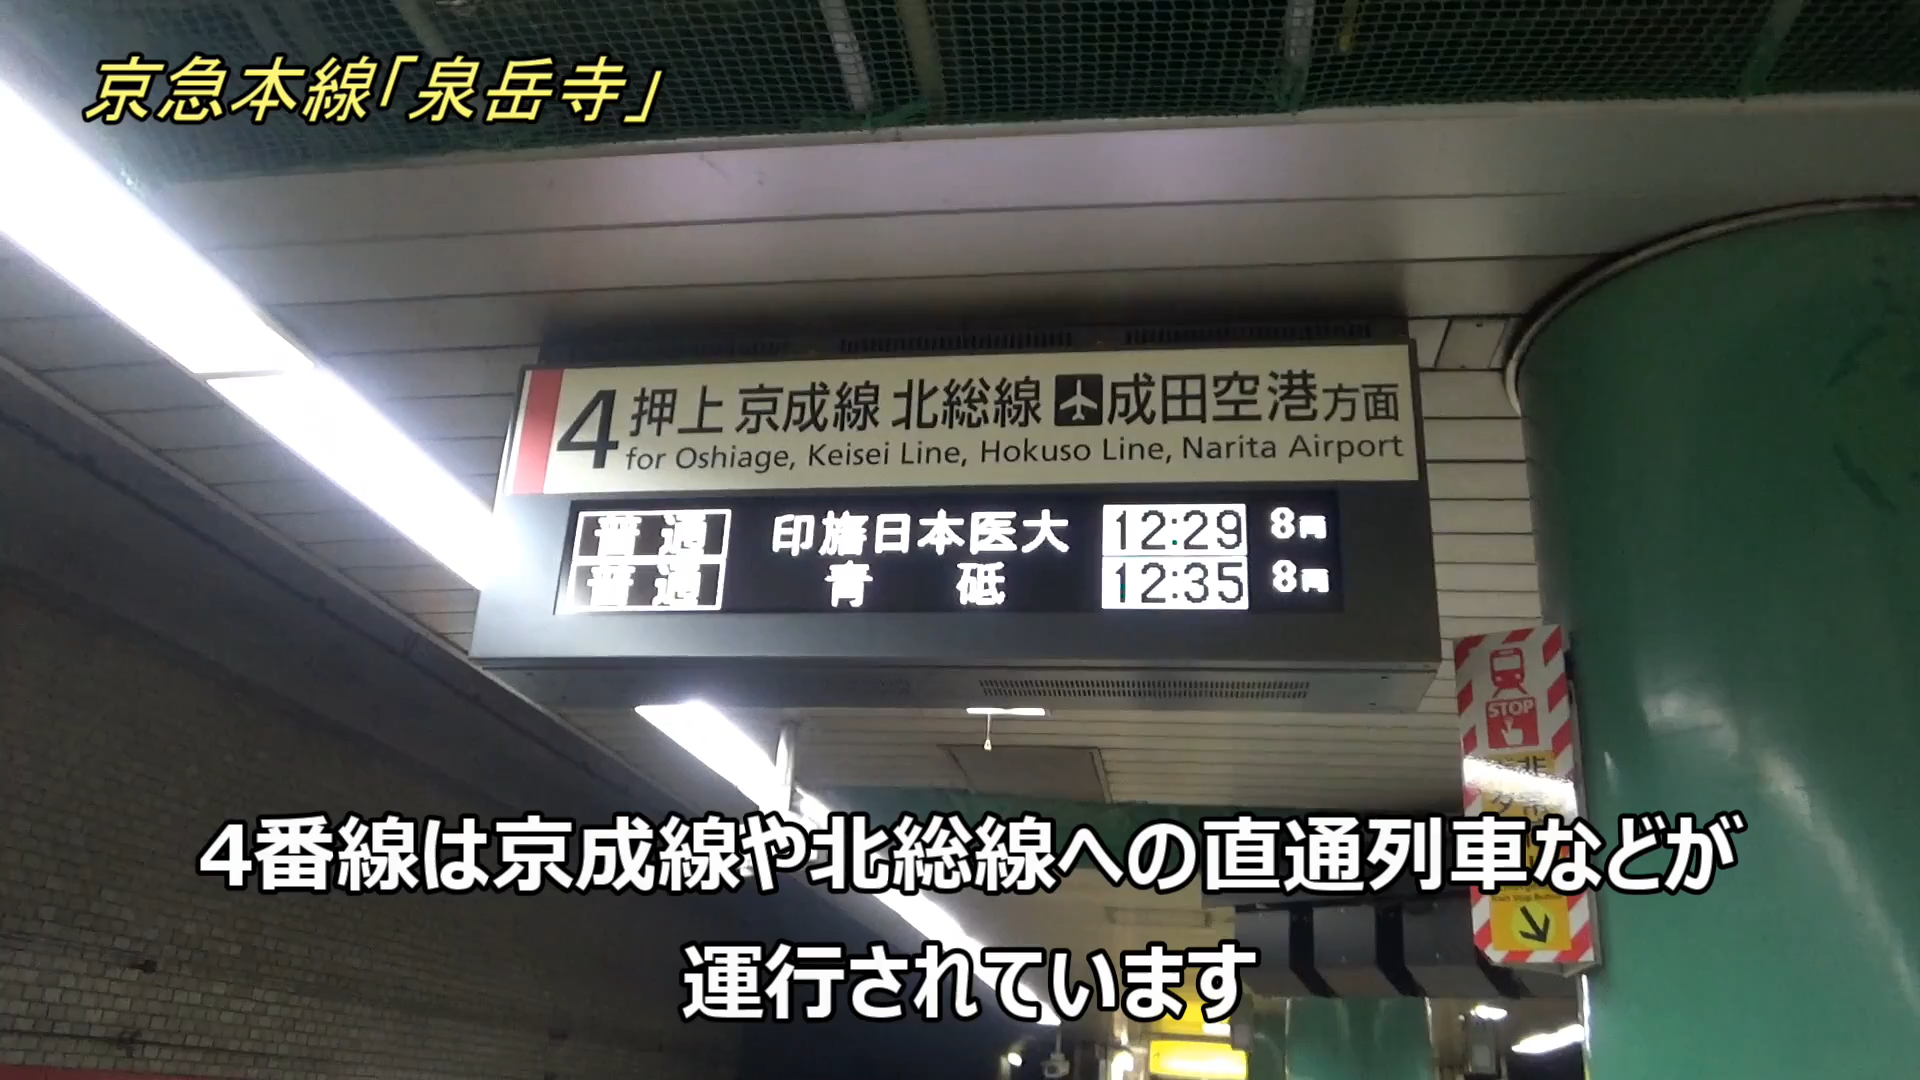 京急本線「泉岳寺」
4 押上 京成線 北総線 成田空港方面
for Oshiage, Keisei Line, Hokuso Line, Narita Airport
普通 印旛日本医大 12:29 8両
普通 青砥 12:35 8両
STOP
非
4番線は京成線や北総線への直通列車などが
運行されています